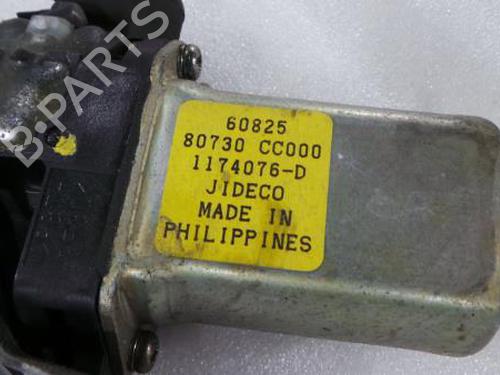 60825
80730 CC000
1174076-D
JIDECO
MADE IN
PHILIPPINES
B-PARTS